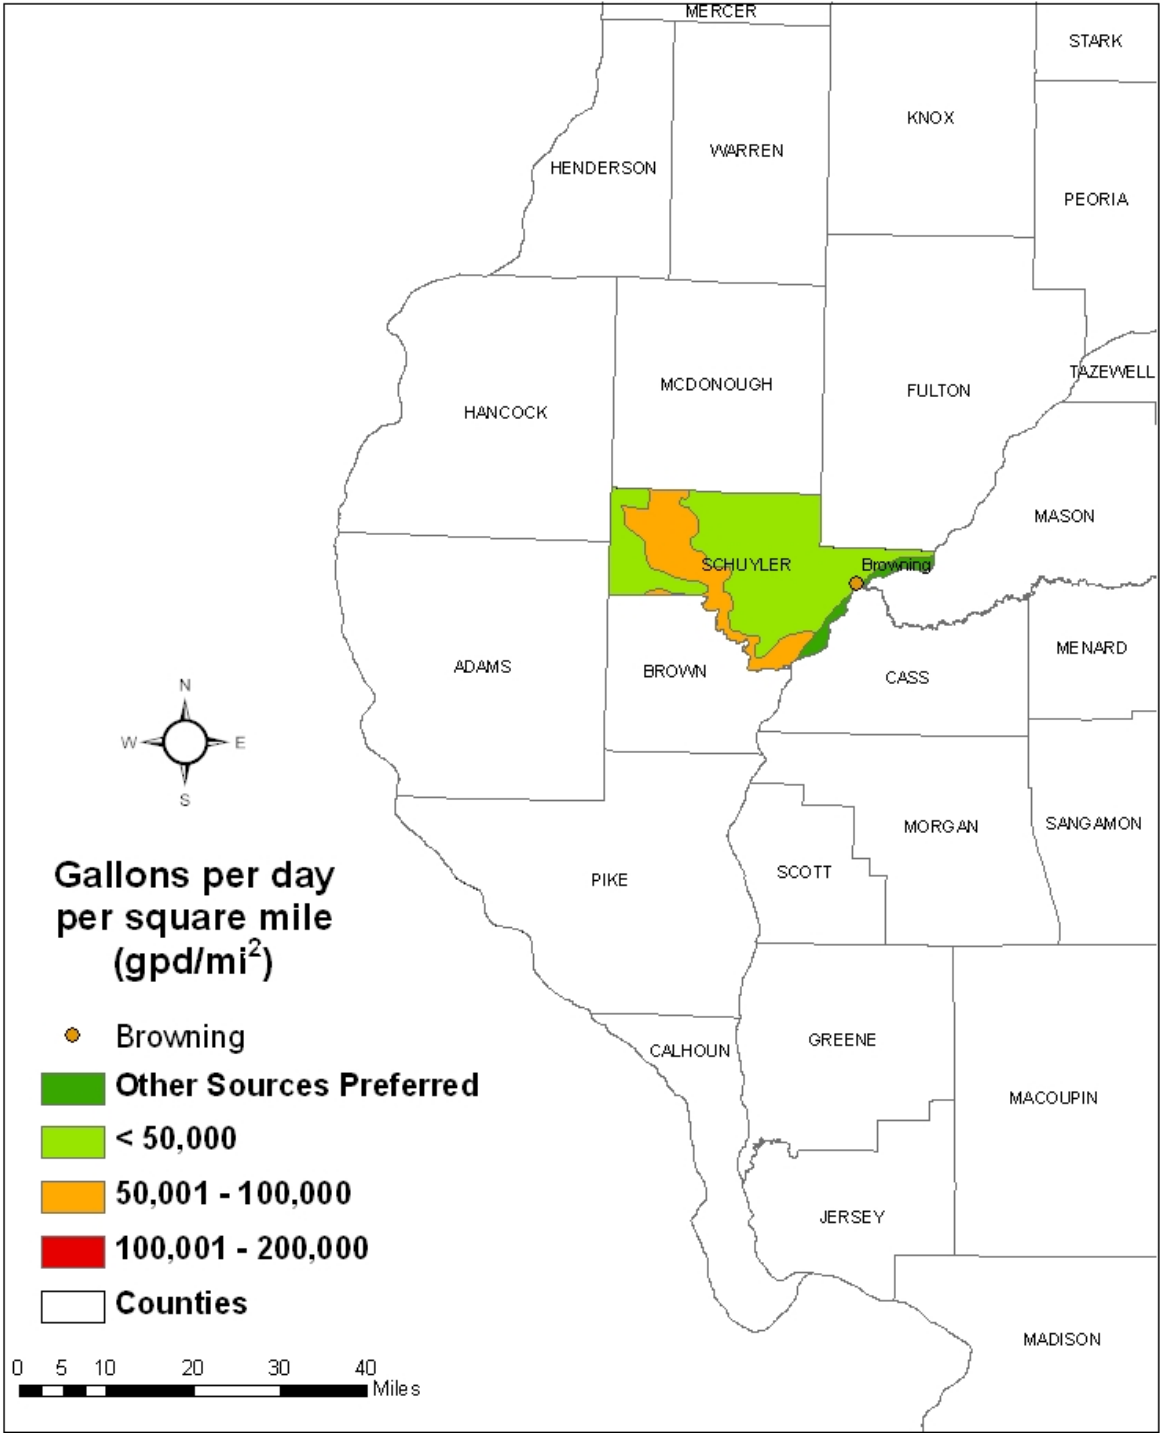 MERCER
STARK
KNOX
WARREN
HENDERSON
PEORIA
TAZEWELL
MCDONOUGH
FULTON
HANCOCK
MASON
SCHUYLER
Browning
MENARD
ADAMS
BROWN
CASS
N
W
E
S
MORGAN
SANGAMON
SCOTT
PIKE
Gallons per day
per square mile
(gpd/mi²)
Browning
Other Sources Preferred
< 50,000
50,001 - 100,000
100,001 - 200,000
Counties
GREENE
CALHOUN
MACOUPIN
JERSEY
MADISON
0 5 10 20 30 40
Miles